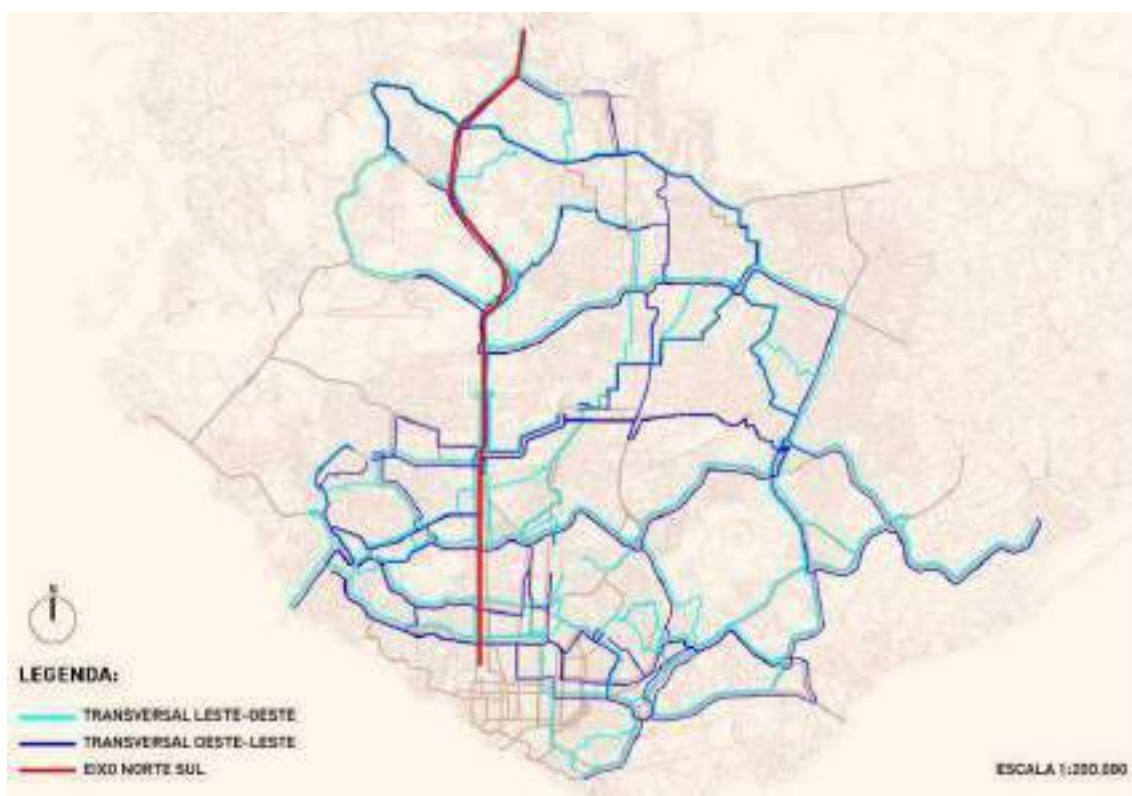 N
LEGENDA:
TRANSVERSAL LESTE-OESTE
TRANSVERSAL OESTE-LESTE
EIXO NORTE SUL
ESCALA 1:200.000